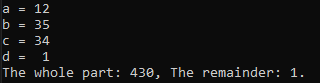 a = 12
b = 35
c = 34
d =  1
The whole part: 430, The remainder: 1.